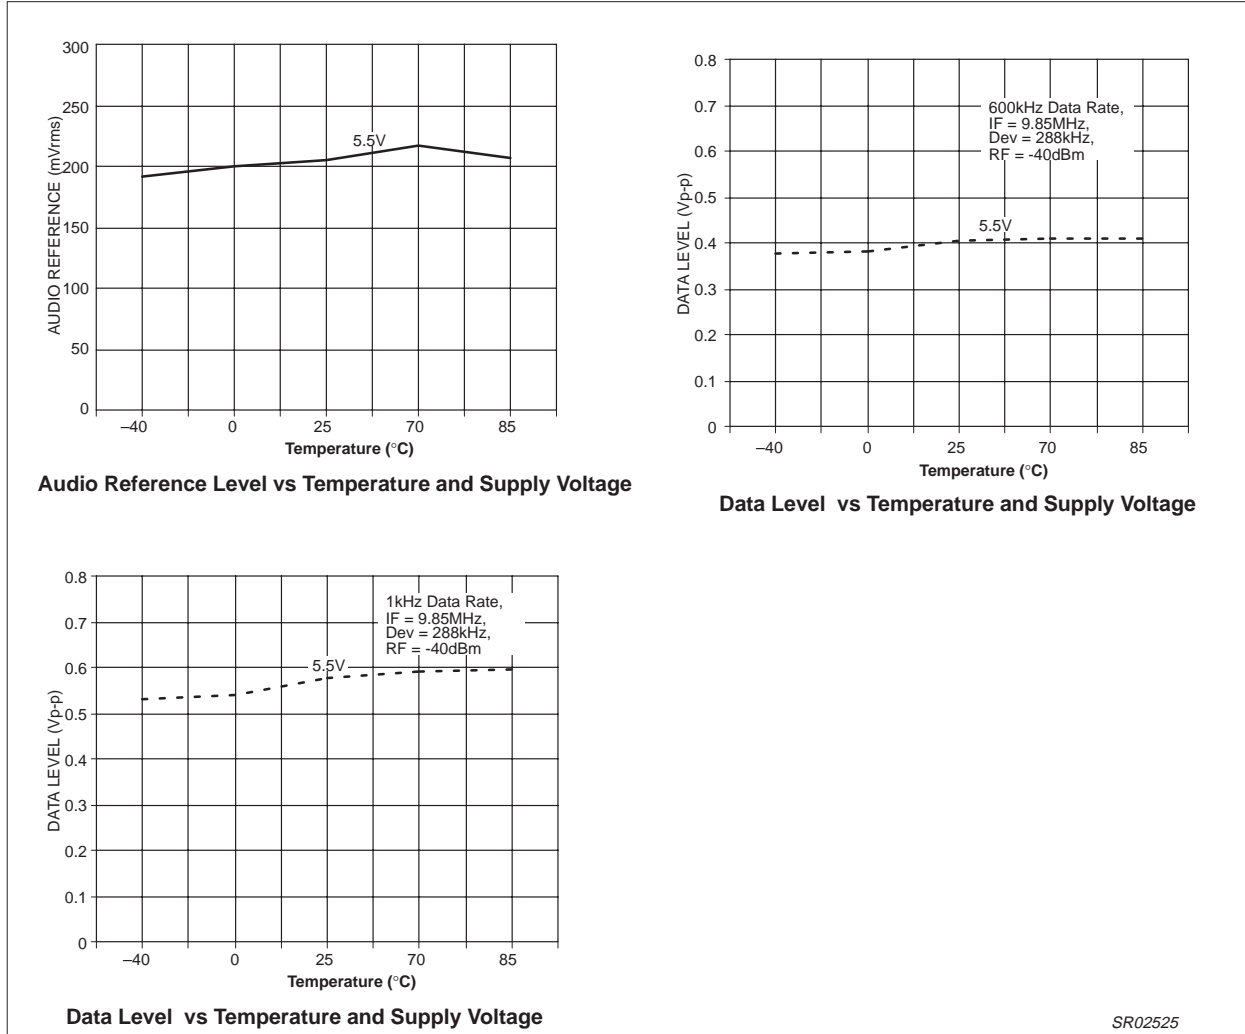 300
250
200
150
100
50
0
AUDIO REFERENCE (mVrms)
5.5V
–40 0 25 70 85
Temperature (°C)
Audio Reference Level vs Temperature and Supply Voltage
0.8
0.7
0.6
0.5
0.4
0.3
0.2
0.1
0
DATA LEVEL (Vp-p)
600kHz Data Rate,
IF = 9.85MHz,
Dev = 288kHz,
RF = -40dBm
5.5V
–40 0 25 70 85
Temperature (°C)
Data Level vs Temperature and Supply Voltage
0.8
0.7
0.6
0.5
0.4
0.3
0.2
0.1
0
DATA LEVEL (Vp-p)
1kHz Data Rate,
IF = 9.85MHz,
Dev = 288kHz,
RF = -40dBm
5.5V
–40 0 25 70 85
Temperature (°C)
Data Level vs Temperature and Supply Voltage
SR02525